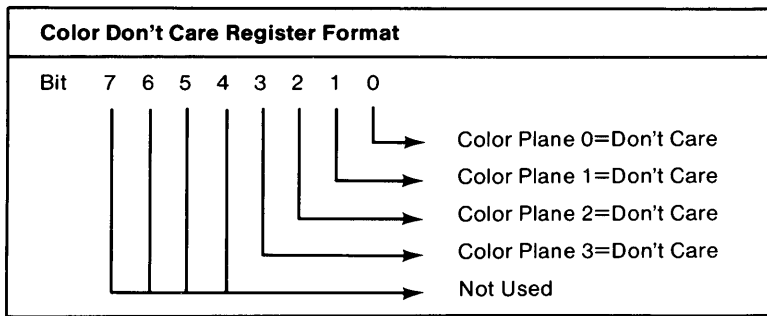 Color Don't Care Register Format
Bit 7 6 5 4 3 2 1 0
Color Plane 0=Don't Care
Color Plane 1=Don't Care
Color Plane 2=Don't Care
Color Plane 3=Don't Care
Not Used